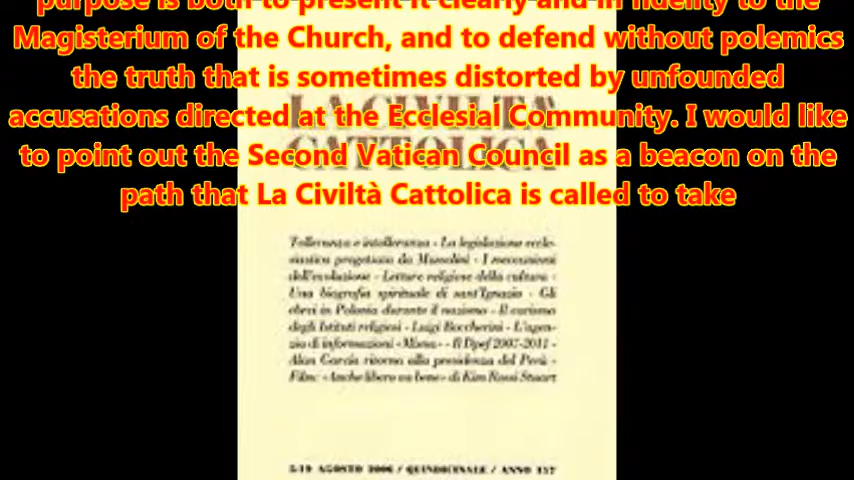 purpose is both to present it clearly and in fidelity to the
Magisterium of the Church, and to defend without polemics
the truth that is sometimes distorted by unfounded
accusations directed at the Ecclesial Community. I would like
to point out the Second Vatican Council as a beacon on the
path that La Civiltà Cattolica is called to take
LA CIVILTÀ
CATTOLICA
Tolleranza e intolleranza - La legislazione eccle-
siastica progettata da Mussolini - I meccanismi
dell'evoluzione - Letture religiose della cultura -
Una biografia spirituale di sant'Ignazio - Gli
ebrei in Polonia durante il nazismo - Il carisma
degli Istituti religiosi - Luigi Boccherini - L'agen-
zia di informazioni «Misna» - Il Dpef 2007-2011 -
Alan García ritorna alla presidenza del Perù -
Film: «Anche libero va bene» di Kim Rossi Stuart
5-19 AGOSTO 2006 / QUINDICINALE / ANNO 157